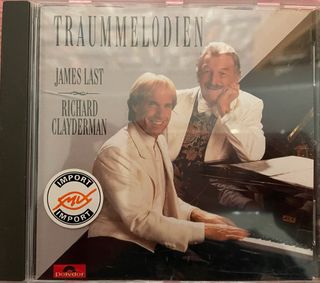 TRAUMMELODIEN
JAMES LAST
RICHARD
CLAYDERMAN
IMPORT
IMPORT
Polydor